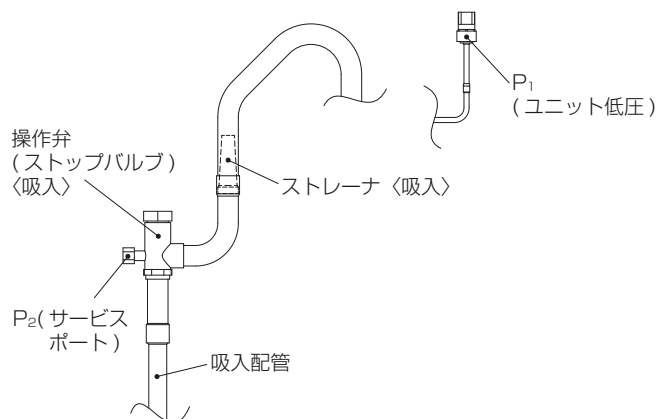 P₁
( ユニット低圧 )
操作弁
( ストップバルブ )
〈吸入〉
ストレーナ〈吸入〉
P₂( サービス
ポート )
吸入配管